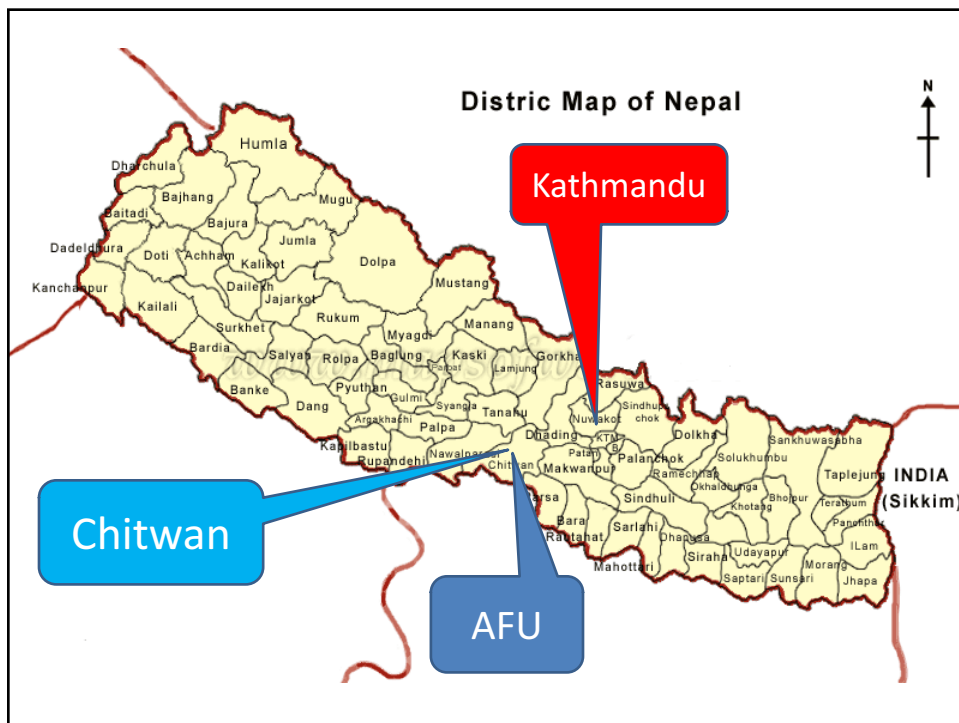 Distric Map of Nepal
N
Kathmandu
Humla
Dharchula
Bajhang
Mugu
Baitadi
Bajura
Jumla
Dadeldhura
Doti
Achham
Kalikot
Dolpa
Kanchanpur
Dailekh
Mustang
Kailali
Jajarkot
Surkhet
Rukum
Manang
Myagdi
Bardia
Salyah
Rolpa
Baglung
Kaski
Gorkha
Parbat
Lamjung
Banke
Pyuthan
Gulmi
Rasuwa
Dang
Syangja
Tanahu
Nuwakot
Sindhup
chok
Argakhachi
Palpa
Dhading
KTM
Dolkha
Sankhuwasabha
Kapilbastu
Rupandehi
Nawalparasi
Chitwan
Patan
B
Palanchok
Solukhumbu
Makwanpur
Ramechhap
Taplejung
INDIA
(Sikkim)
Okhaldhunga
Parsa
Sindhuli
Khotang
Bhojpur
Terathum
Chitwan
Bara
Sarlahi
Dhanusa
Panchthar
Rautahat
Mahottari
Siraha
Udayapur
ILam
Saptari
Sunsari
Morang
Jhapa
AFU